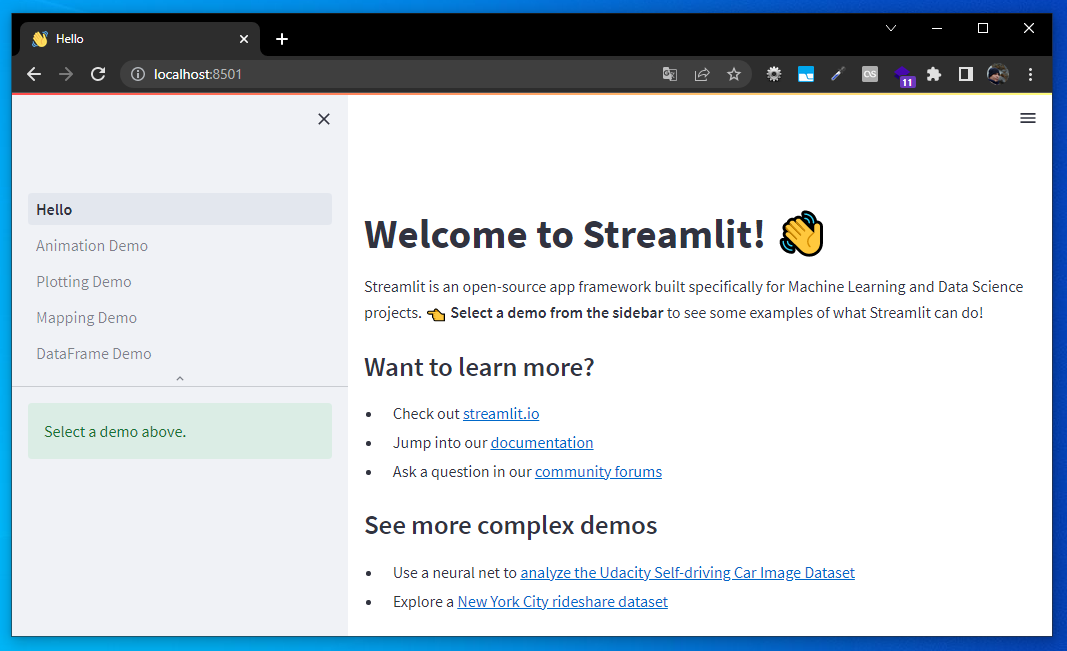 Hello
localhost:8501
OS
11
Hello
Animation Demo
Plotting Demo
Mapping Demo
DataFrame Demo
Select a demo above.
Welcome to Streamlit! 👋
Streamlit is an open-source app framework built specifically for Machine Learning and Data Science
projects. 👈 Select a demo from the sidebar to see some examples of what Streamlit can do!
Want to learn more?
• Check out streamlit.io
• Jump into our documentation
• Ask a question in our community forums
See more complex demos
• Use a neural net to analyze the Udacity Self-driving Car Image Dataset
• Explore a New York City rideshare dataset